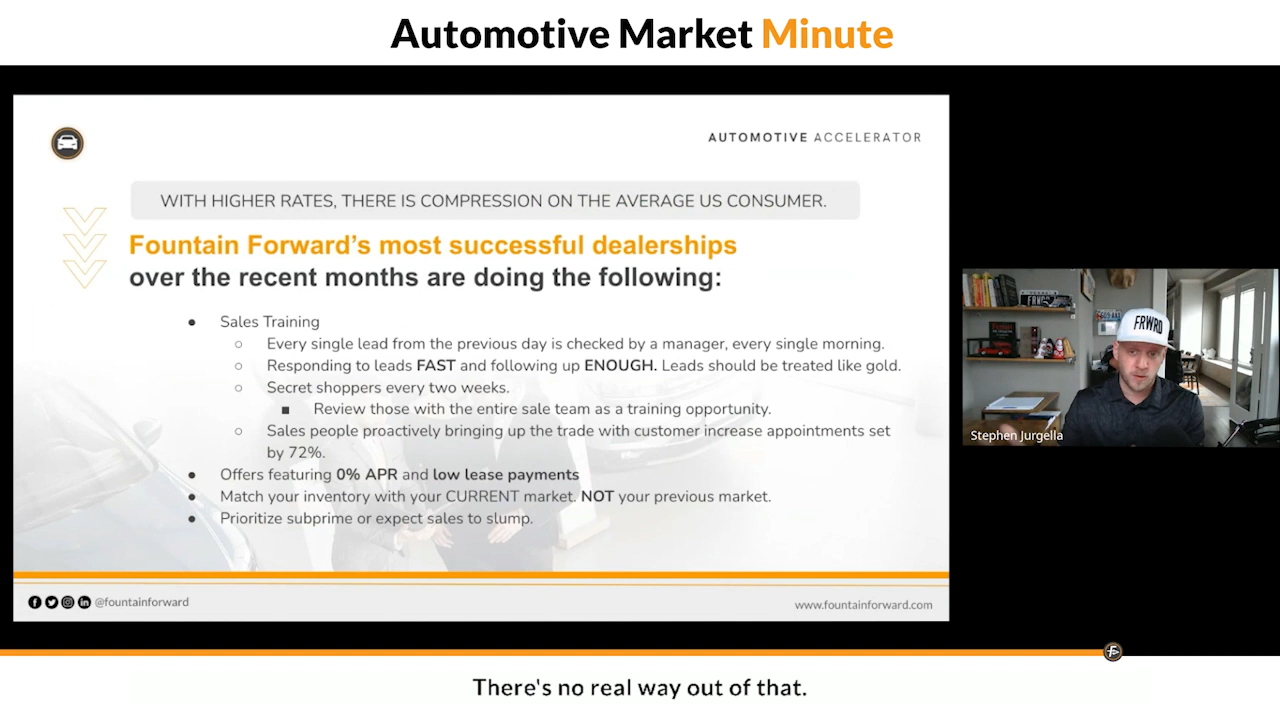 Automotive Market Minute
AUTOMOTIVE ACCELERATOR
WITH HIGHER RATES, THERE IS COMPRESSION ON THE AVERAGE US CONSUMER.
Fountain Forward's most successful dealerships
over the recent months are doing the following:
● Sales Training
○ Every single lead from the previous day is checked by a manager, every single morning.
○ Responding to leads FAST and following up ENOUGH. Leads should be treated like gold.
○ Secret shoppers every two weeks.
■ Review those with the entire sale team as a training opportunity.
○ Sales people proactively bringing up the trade with customer increase appointments set
by 72%.
● Offers featuring 0% APR and low lease payments
● Match your inventory with your CURRENT market. NOT your previous market.
● Prioritize subprime or expect sales to slump.
FRWRD
Stephen Jurgella
@fountainforward
www.fountainforward.com
There's no real way out of that.